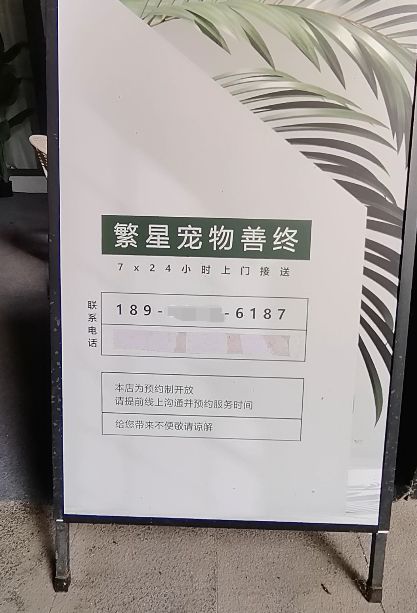 繁星宠物善终
7x24小时上门接送
联系电话
189- -6187
本店为预约制开放
请提前线上沟通并预约服务时间
给您带来不便敬请谅解